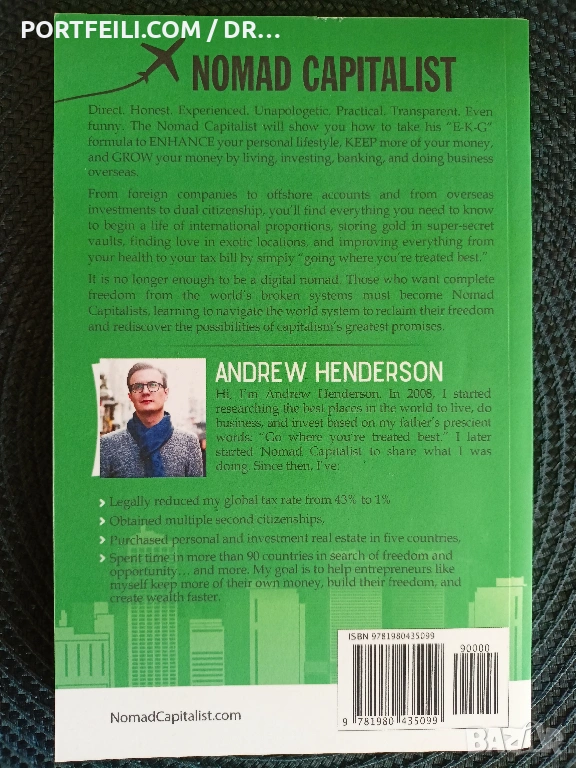 PORTFEILI.COM/DR...
NOMAD CAPITALIST
Direct. Honest. Experienced. Unapologetic. Practical. Transparent. Even
funny. The Nomad Capitalist will show you how to take his "E-K-G"
formula to ENHANCE your personal lifestyle, KEEP more of your money,
and GROW your money by living, investing, banking, and doing business
overseas.
From foreign companies to offshore accounts and from overseas
investments to dual citizenship, you'll find everything you need to know
to begin a life of international proportions, storing gold in super-secret
vaults, finding love in exotic locations, and improving everything from
your health to your tax bill by simply "going where you're treated best."
It is no longer enough to be a digital nomad. Those who want complete
freedom from the world's broken systems must become Nomad
Capitalists, learning to navigate the world system to reclaim their freedom
and rediscover the possibilities of capitalism's greatest promises.
ANDREW HENDERSON
Hi, I'm Andrew Henderson. In 2008, I started
researching the best places in the world to live, do
business, and invest based on my father's prescient
words: "Go where you're treated best." I later
started Nomad Capitalist to share what I was
doing. Since then, I've:
Legally reduced my global tax rate from 43% to 1%
Obtained multiple second citizenships,
Purchased personal and investment real estate in five countries,
Spent time in more than 90 countries in search of freedom and
opportunity... and more. My goal is to help entrepreneurs like
myself keep more of their own money, build their freedom, and
create wealth faster.
ISBN 9781980435099
90000
9 781980 435099
NomadCapitalist.com
BAZAR